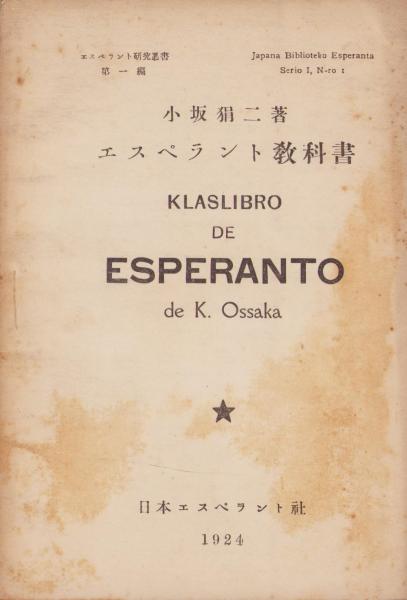 エスペラント研究叢書
第一編
Japana Biblioteko Esperanta
Serio I, N-ro 1
小坂狷二著
エスペラント教科書
KLASLIBRO
DE
ESPERANTO
de K. Ossaka
★
日本エスペラント社
1924